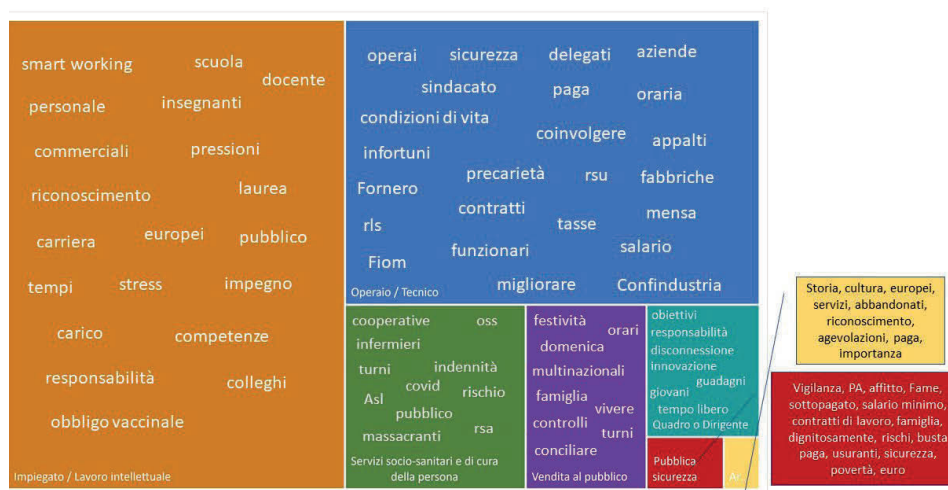 smart working
scuola
docente
personale
insegnanti
commerciali
pressioni
riconoscimento
laurea
carriera
europei
pubblico
tempi
stress
impegno
carico
competenze
responsabilità
colleghi
obbligo vaccinale
Impiegato / Lavoro intellettuale
operai
sicurezza
delegati
aziende
sindacato
paga
oraria
condizioni di vita
coinvolgere
appalti
infortuni
precarietà
rsu
fabbriche
Fornero
contratti
mensa
rls
tasse
funzionari
salario
Fiom
migliorare
Confindustria
Operaio / Tecnico
cooperative
oss
infermieri
turni
indennità
covid
rischio
Asl
pubblico
massacranti
rsa
Servizi socio-sanitari e di cura
della persona
festività
orari
domenica
multinazionali
famiglia
vivere
controlli
turni
conciliare
Vendita al pubblico
obiettivi
responsabilità
disconnessione
innovazione
guadagni
giovani
tempo libero
Quadro o Dirigente
Pubblica
sicurezza
Ar...
Storia, cultura, europei,
servizi, abbandonati,
riconoscimento,
agevolazioni, paga,
importanza
Vigilanza, PA, affitto, Fame,
sottopagato, salario minimo,
contratti di lavoro, famiglia,
dignitosamente, rischi, busta
paga, usuranti, sicurezza,
povertà, euro